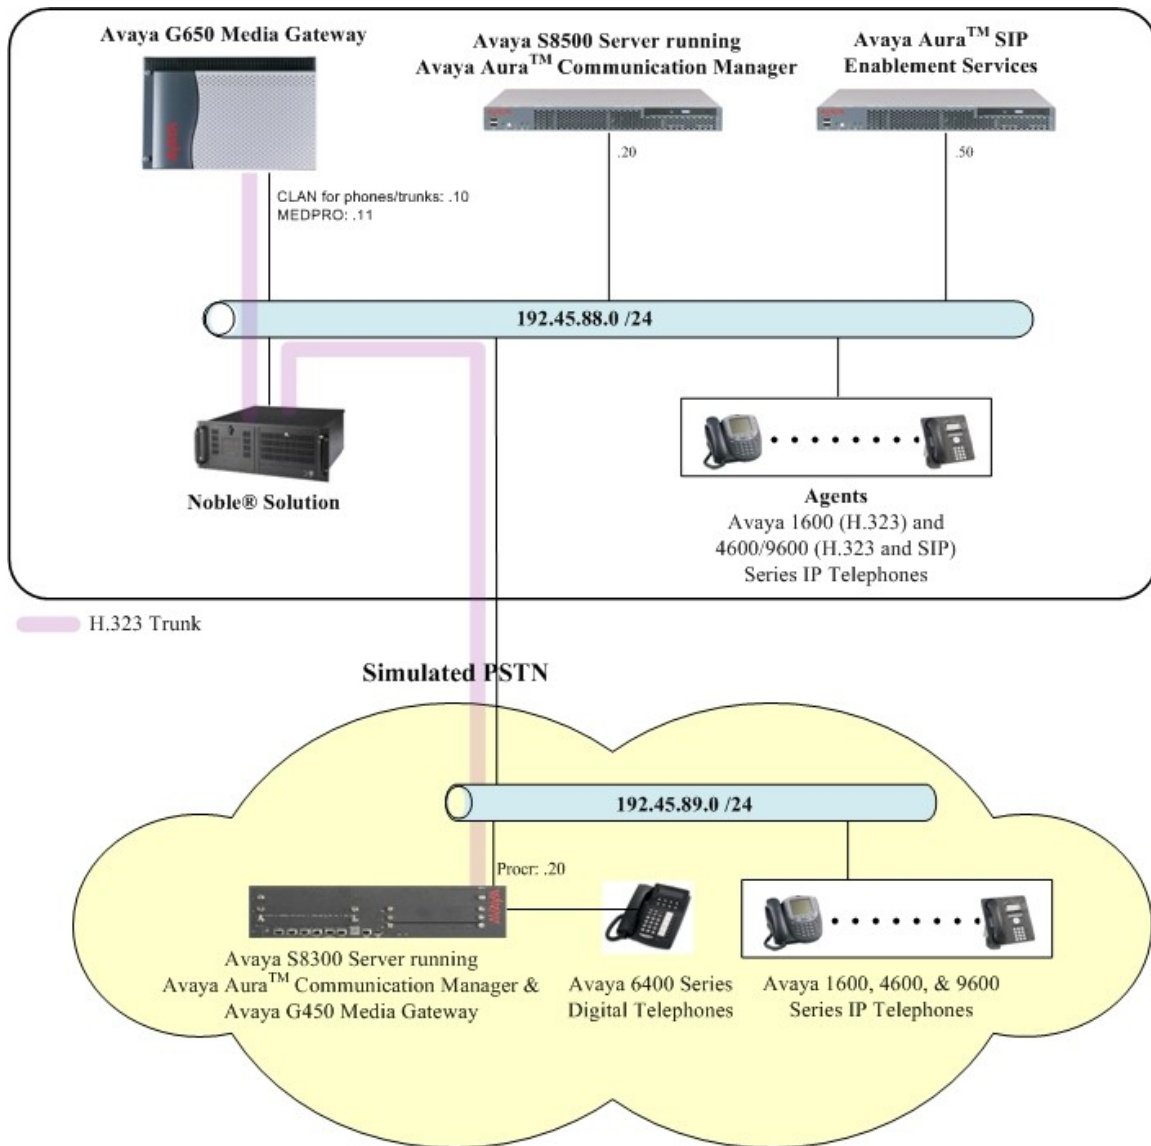 Avaya G650 Media Gateway
Avaya S8500 Server running
Avaya Aura™ Communication Manager
Avaya Aura™ SIP
Enablement Services
.20
.50
CLAN for phones/trunks: .10
MEDPRO: .11
192.45.88.0 /24
Noble® Solution
Agents
Avaya 1600 (H.323) and
4600/9600 (H.323 and SIP)
Series IP Telephones
H.323 Trunk
Simulated PSTN
192.45.89.0 /24
Procr: .20
Avaya S8300 Server running
Avaya Aura™ Communication Manager &
Avaya G450 Media Gateway
Avaya 6400 Series
Digital Telephones
Avaya 1600, 4600, & 9600
Series IP Telephones